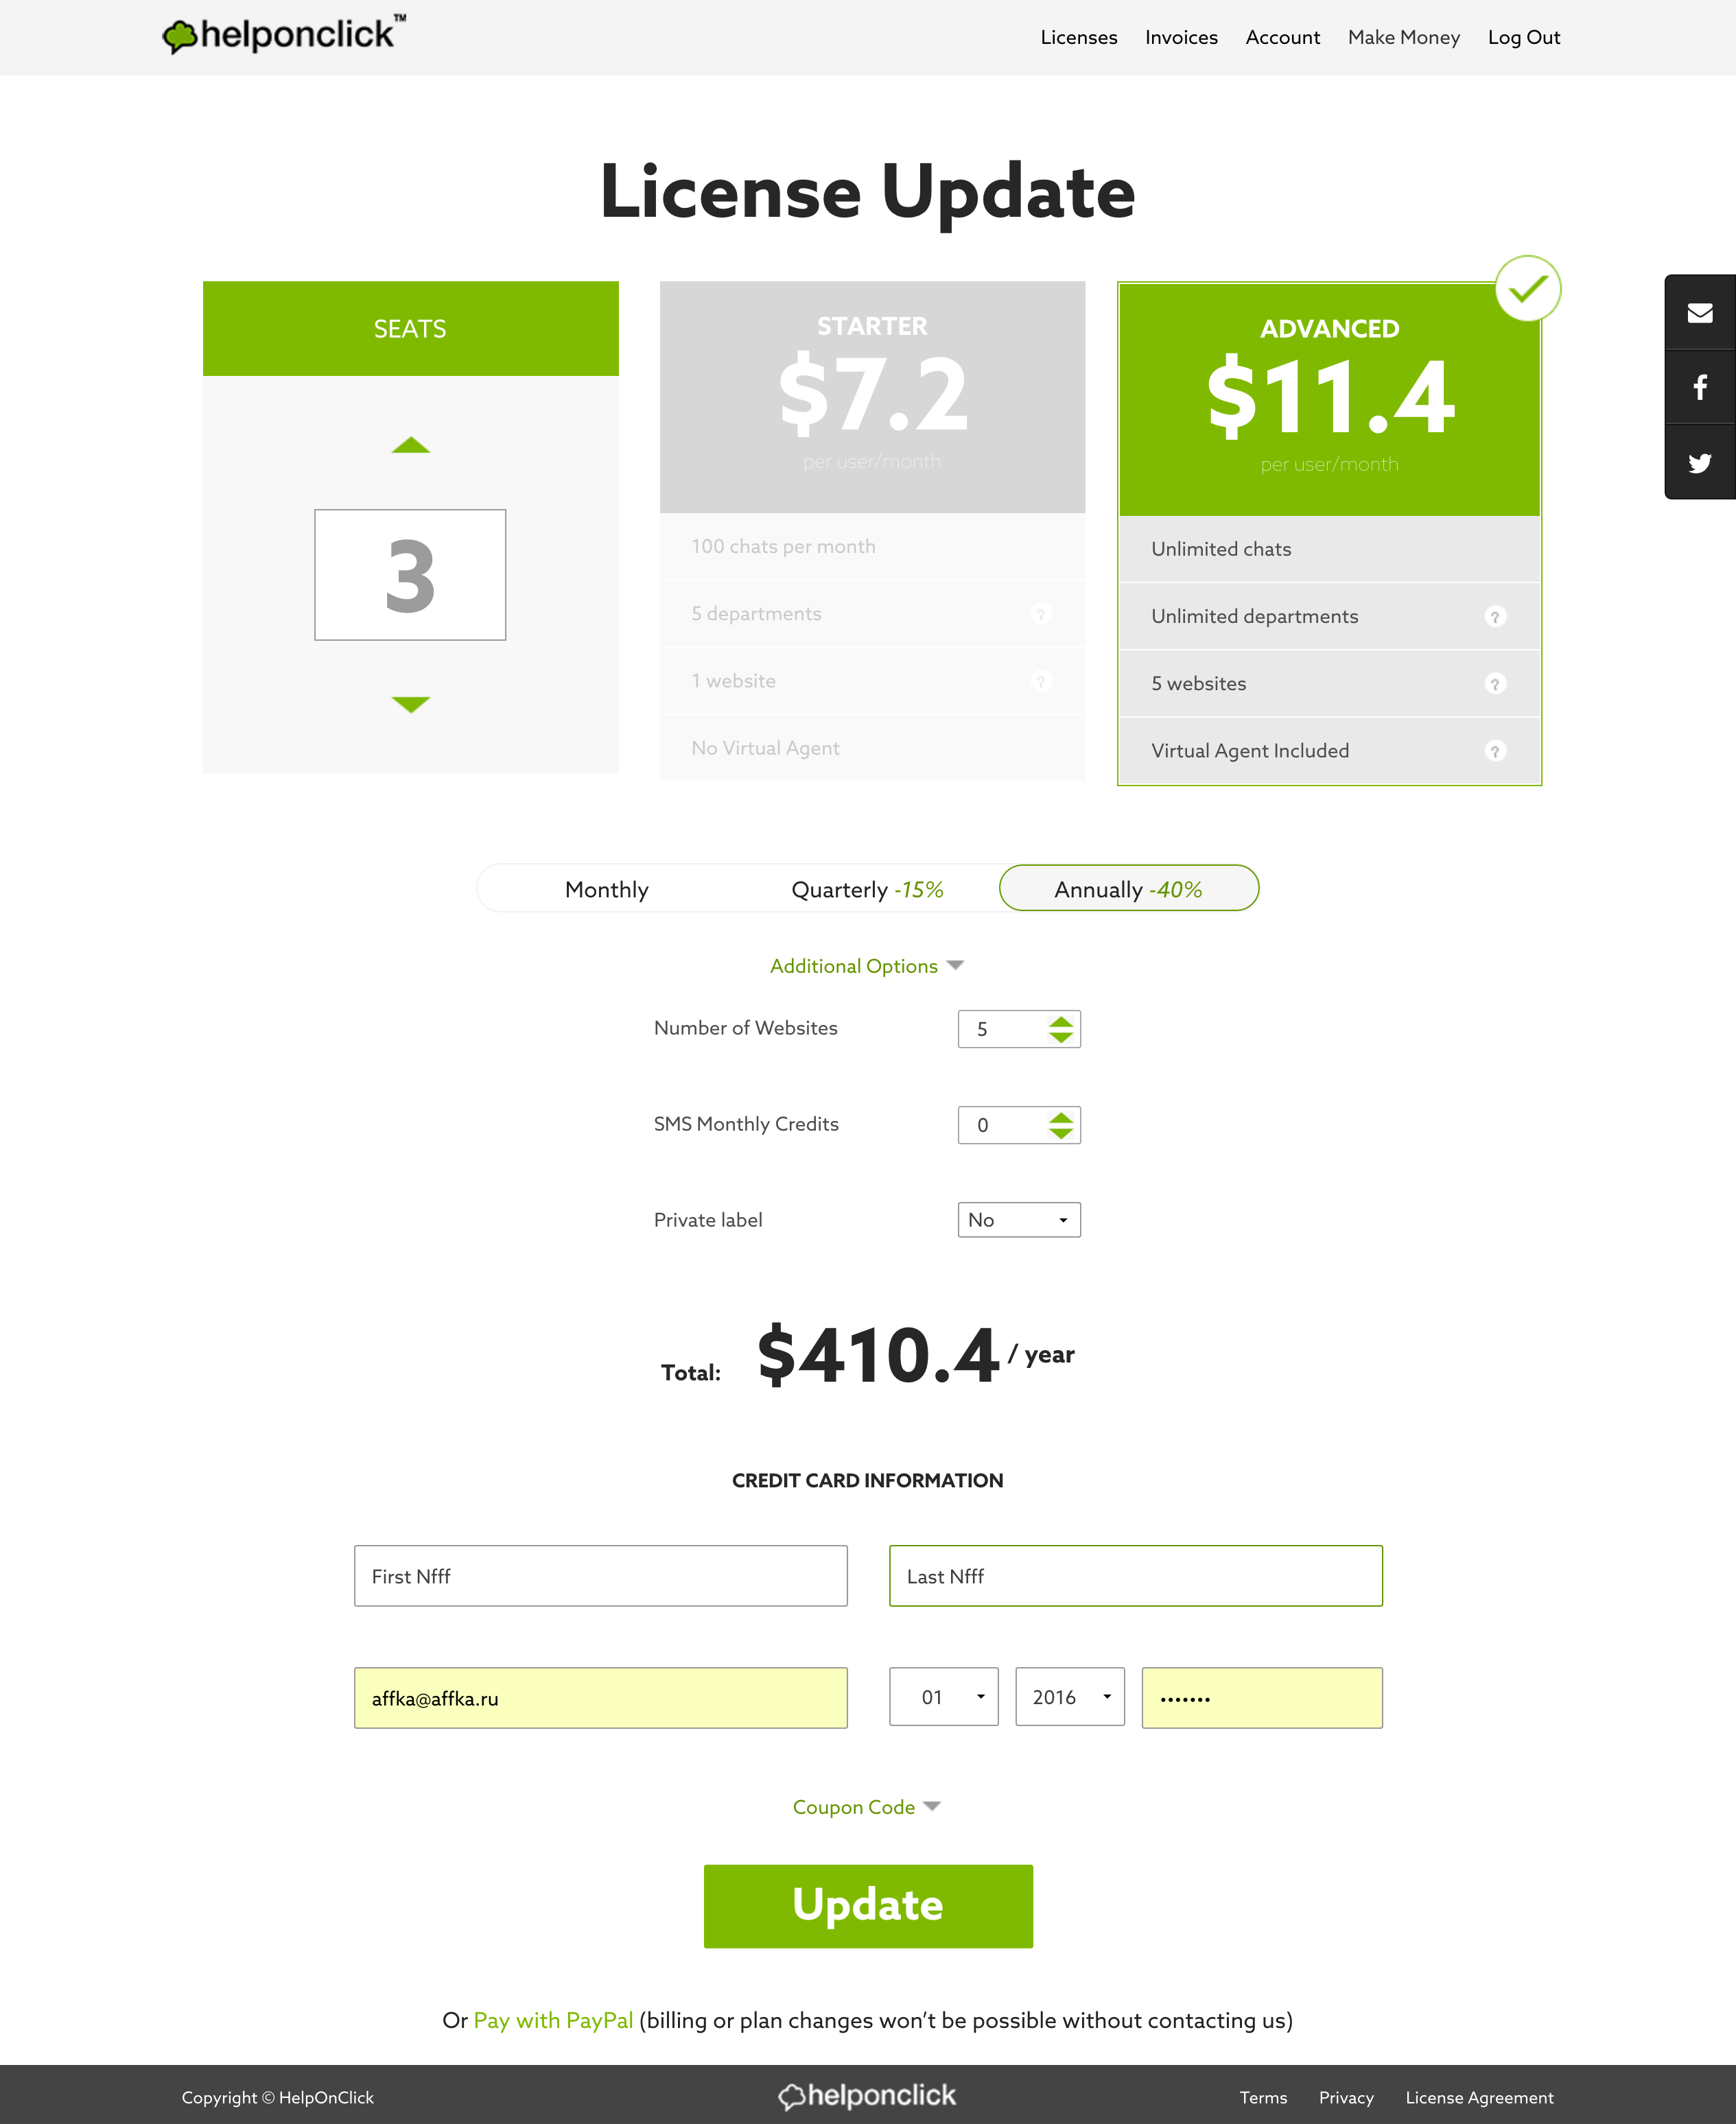 helponclick™
Licenses Invoices Account Make Money Log Out
License Update
SEATS
3
STARTER
$7.2
per user/month
100 chats per month
5 departments ?
1 website ?
No Virtual Agent
ADVANCED
$11.4
per user/month
Unlimited chats
Unlimited departments ?
5 websites ?
Virtual Agent Included ?
Monthly Quarterly -15% Annually -40%
Additional Options
Number of Websites 5
SMS Monthly Credits 0
Private label No
Total: $410.4 / year
CREDIT CARD INFORMATION
First Nfff Last Nfff
affka@affka.ru 01 2016 •••••••
Coupon Code
Update
Or Pay with PayPal (billing or plan changes won't be possible without contacting us)
Copyright © HelpOnClick helponclick Terms Privacy License Agreement